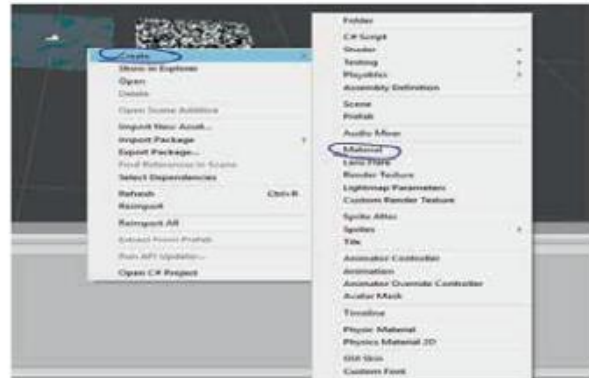 Create
Show in Explorer
Open
Delete
Open Scene Additive
Import New Asset...
Import Package
Export Package...
Find References In Scene
Select Dependencies
Refresh Ctrl+R
Reimport
Reimport All
Extract From Prefab
Run API Updater...
Open C# Project
Folder
C# Script
Shader
Testing
Playables
Assembly Definition
Scene
Prefab
Audio Mixer
Material
Lens Flare
Render Texture
Lightmap Parameters
Custom Render Texture
Sprite Atlas
Sprites
Tile
Animator Controller
Animation
Animator Override Controller
Avatar Mask
Timeline
Physic Material
Physics Material 2D
GUI Skin
Custom Font